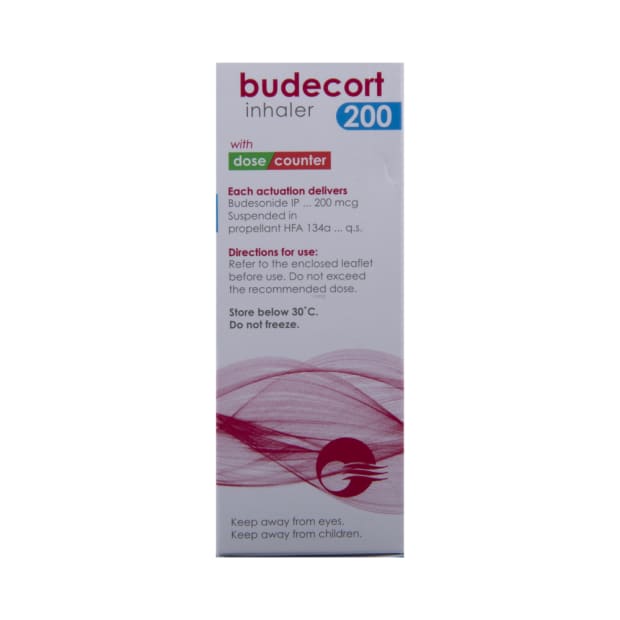 budecort
inhaler
200
with
dose counter
Each actuation delivers
Budesonide IP ... 200 mcg
Suspended in
propellant HFA 134a ... q.s.
Directions for use:
Refer to the enclosed leaflet
before use. Do not exceed
the recommended dose.
Store below 30˚C.
Do not freeze.
Keep away from eyes.
Keep away from children.